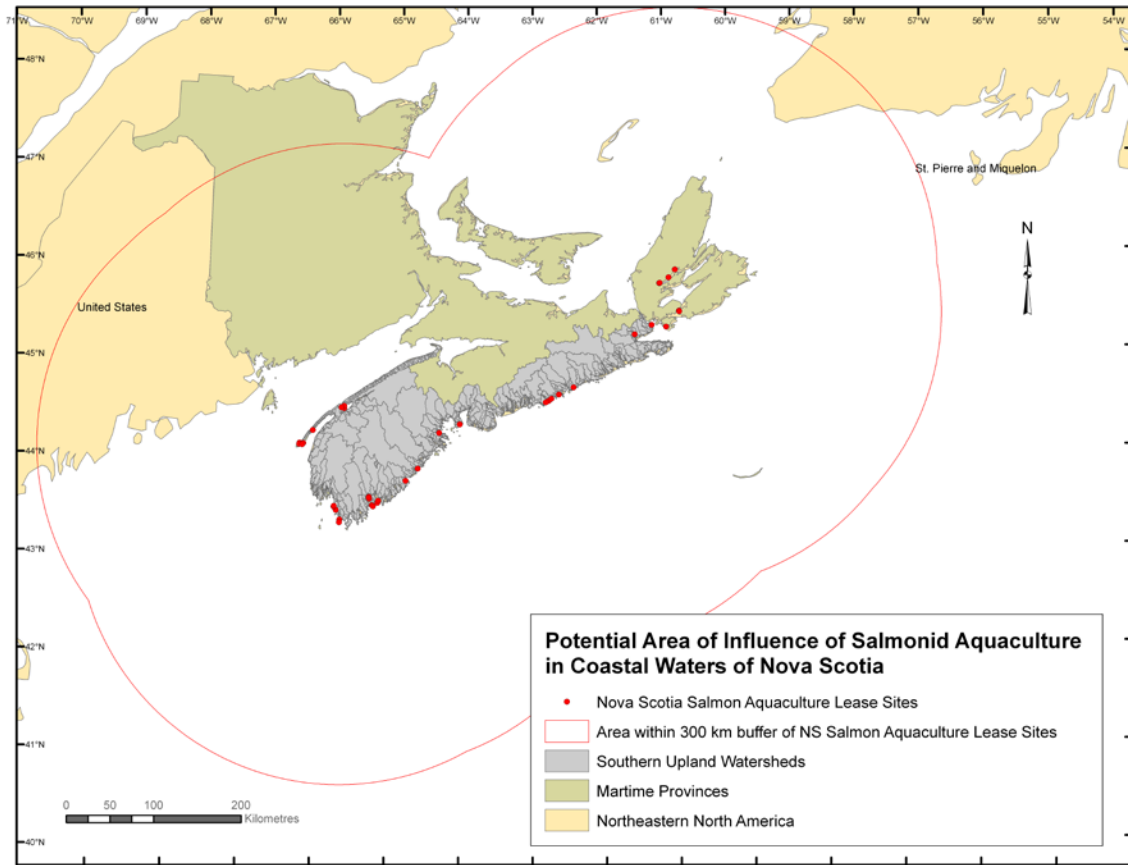 71°W 70°W 69°W 68°W 67°W 66°W 65°W 64°W 63°W 62°W 61°W 60°W 59°W 58°W 57°W 56°W 55°W 54°W
48°N
47°N
St. Pierre and Miquelon
N
46°N
United States
45°N
44°N
43°N
42°N
41°N
40°N
Potential Area of Influence of Salmonid Aquaculture
in Coastal Waters of Nova Scotia
Nova Scotia Salmon Aquaculture Lease Sites
Area within 300 km buffer of NS Salmon Aquaculture Lease Sites
Southern Upland Watersheds
Martime Provinces
Northeastern North America
0 50 100 200
Kilometres